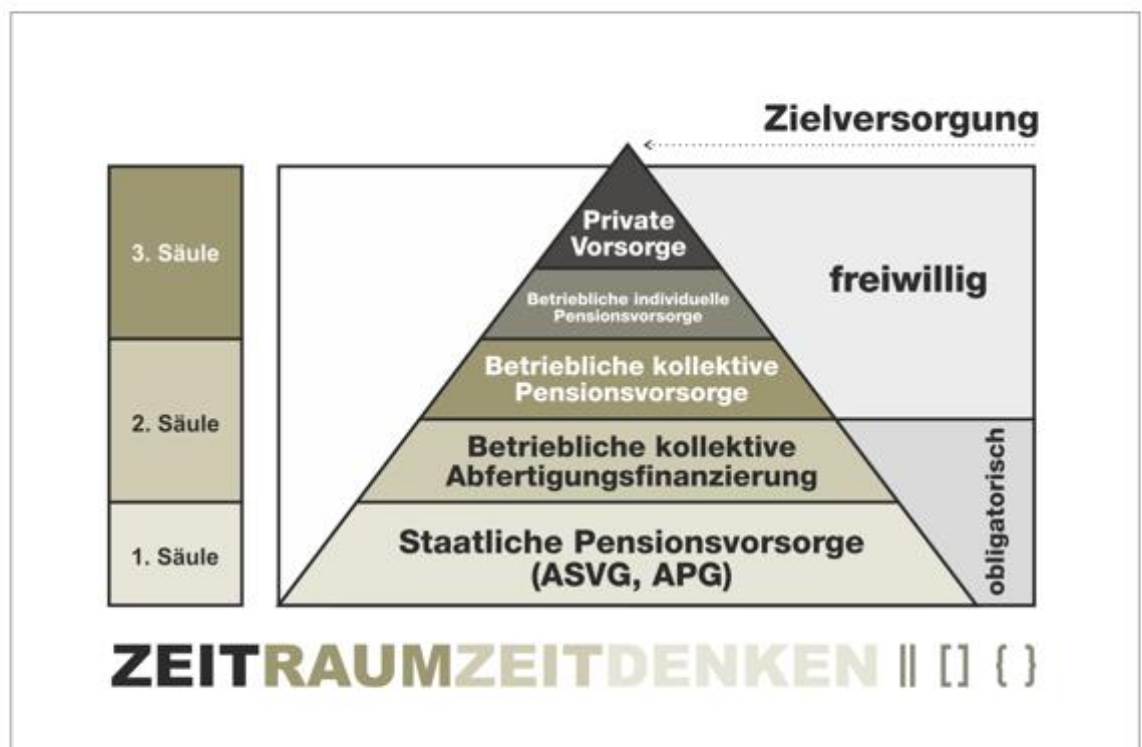 Zielversorgung
3. Säule
Private
Vorsorge
freiwillig
Betriebliche individuelle
Pensionsvorsorge
2. Säule
Betriebliche kollektive
Pensionsvorsorge
Betriebliche kollektive
Abfertigungsfinanzierung
obligatorisch
1. Säule
Staatliche Pensionsvorsorge
(ASVG, APG)
ZEITRAUMZEITDENKEN || [] { }